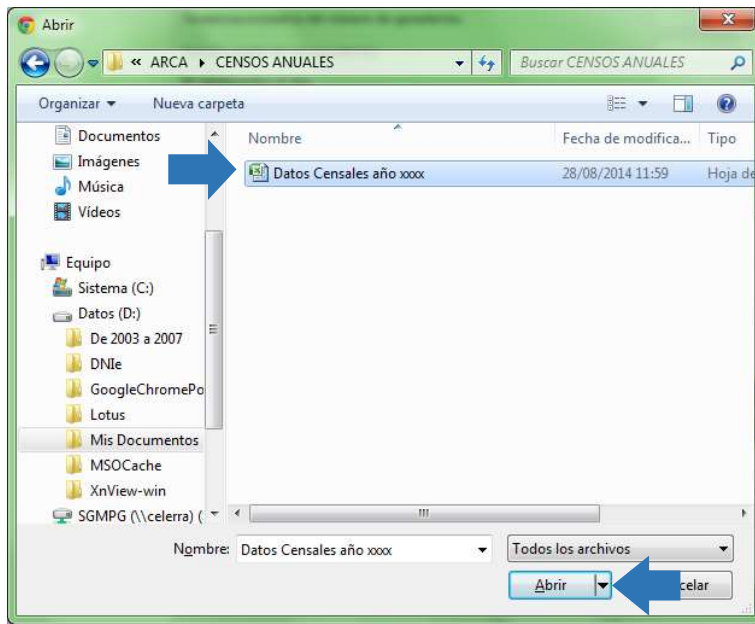 Abrir
« ARCA ▸ CENSOS ANUALES
Buscar CENSOS ANUALES
Organizar
Nueva carpeta
Documentos
Imágenes
Música
Vídeos
Equipo
Sistema (C:)
Datos (D:)
De 2003 a 2007
DNIe
GoogleChromePo
Lotus
Mis Documentos
MSOCache
XnView-win
SGMPG (\\celerra) (
Nombre
Fecha de modifica...
Tipo
Datos Censales año xxxx
28/08/2014 11:59
Hoja de
Nombre:
Datos Censales año xxxx
Todos los archivos
Abrir
celar